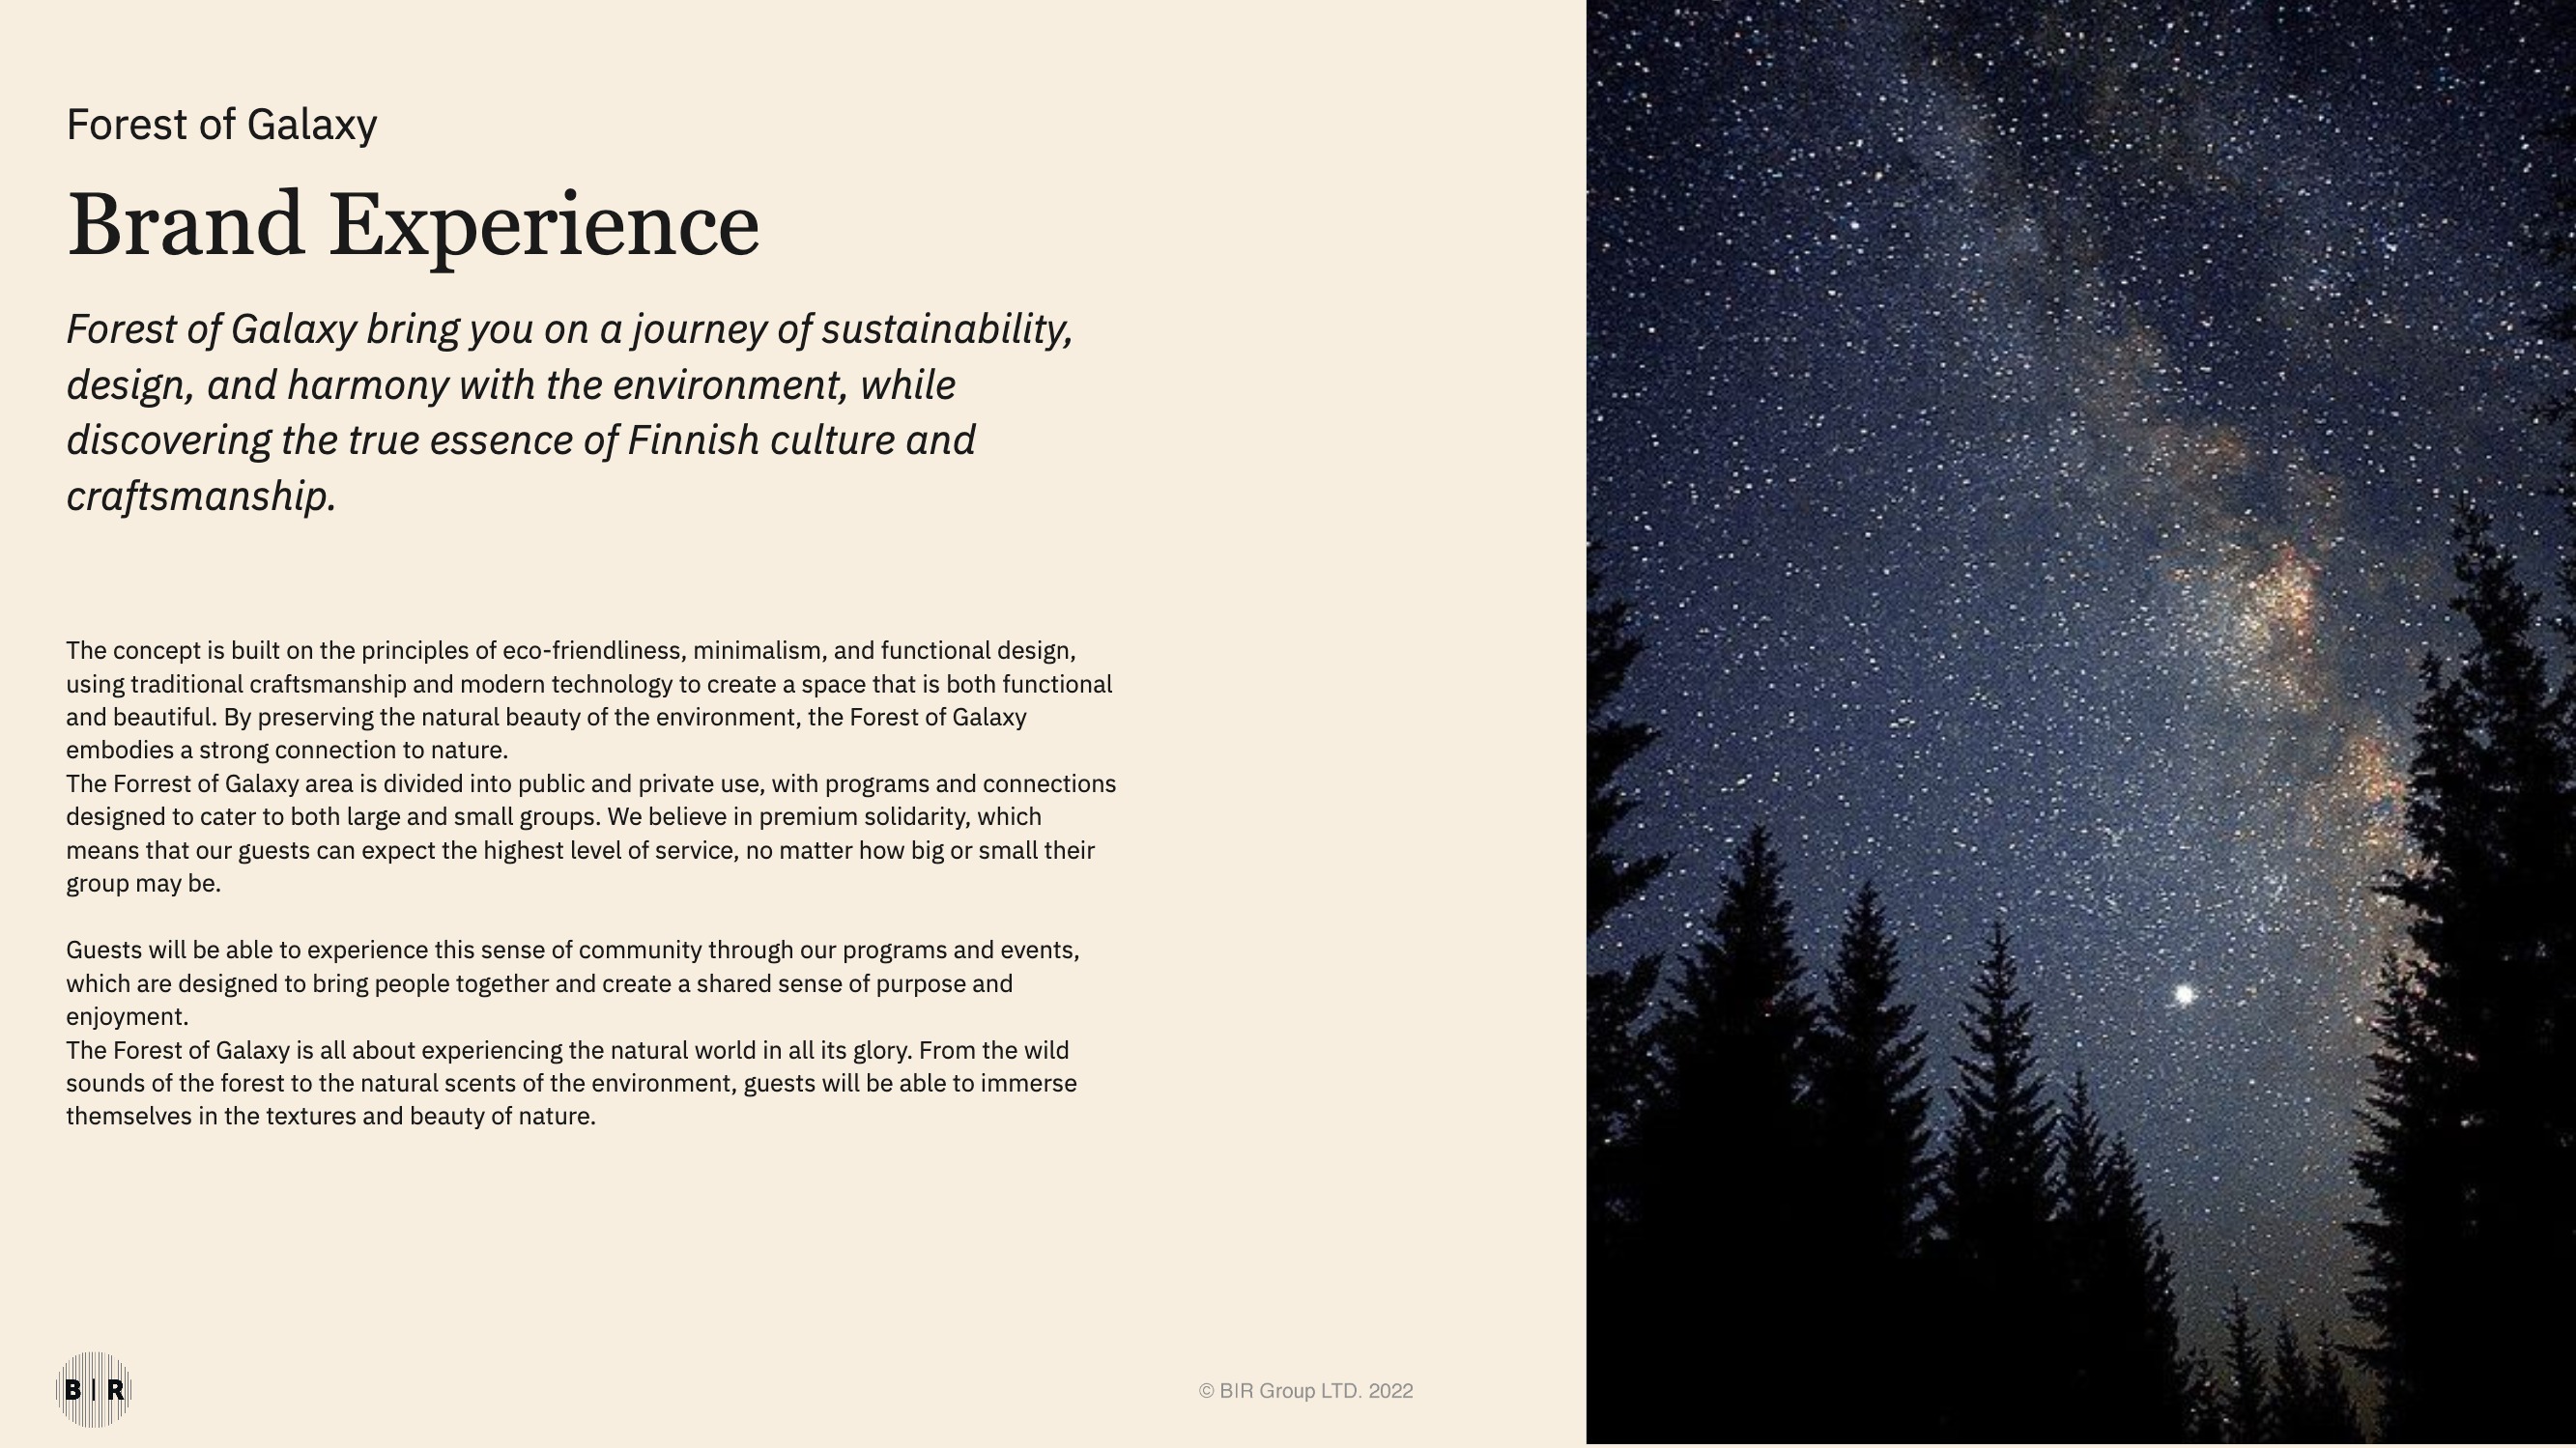 Forest of Galaxy
Brand Experience
Forest of Galaxy bring you on a journey of sustainability,
design, and harmony with the environment, while
discovering the true essence of Finnish culture and
craftsmanship.
The concept is built on the principles of eco-friendliness, minimalism, and functional design,
using traditional craftsmanship and modern technology to create a space that is both functional
and beautiful. By preserving the natural beauty of the environment, the Forest of Galaxy
embodies a strong connection to nature.
The Forrest of Galaxy area is divided into public and private use, with programs and connections
designed to cater to both large and small groups. We believe in premium solidarity, which
means that our guests can expect the highest level of service, no matter how big or small their
group may be.
Guests will be able to experience this sense of community through our programs and events,
which are designed to bring people together and create a shared sense of purpose and
enjoyment.
The Forest of Galaxy is all about experiencing the natural world in all its glory. From the wild
sounds of the forest to the natural scents of the environment, guests will be able to immerse
themselves in the textures and beauty of nature.
B | R
© BIR Group LTD. 2022